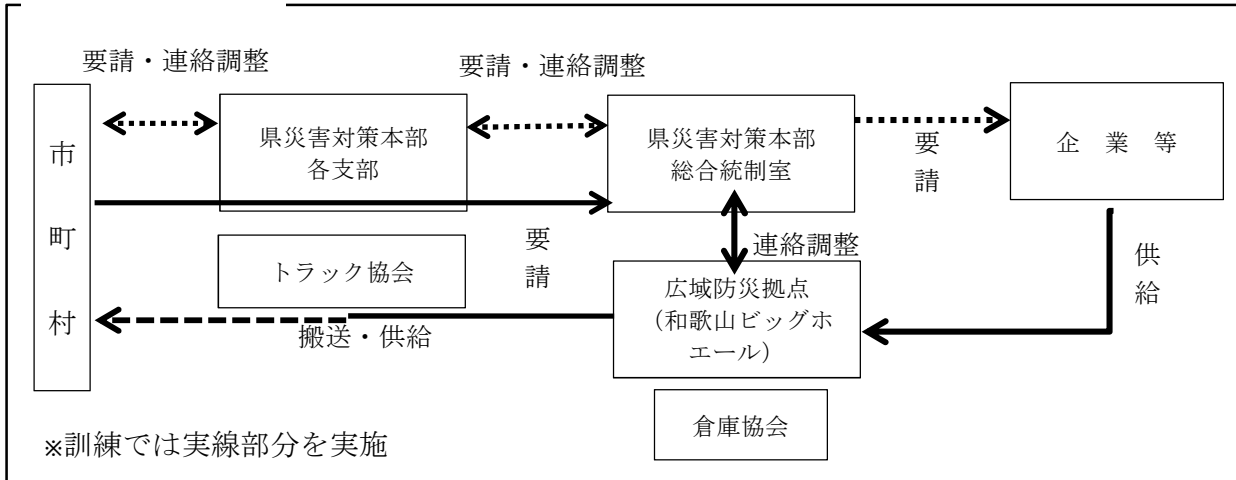 要請・連絡調整
要請・連絡調整
市町村
県災害対策本部
各支部
県災害対策本部
総合統制室
要請
企 業 等
要請
連絡調整
供給
トラック協会
広域防災拠点
（和歌山ビッグホ
エール）
搬送・供給
倉庫協会
※訓練では実線部分を実施